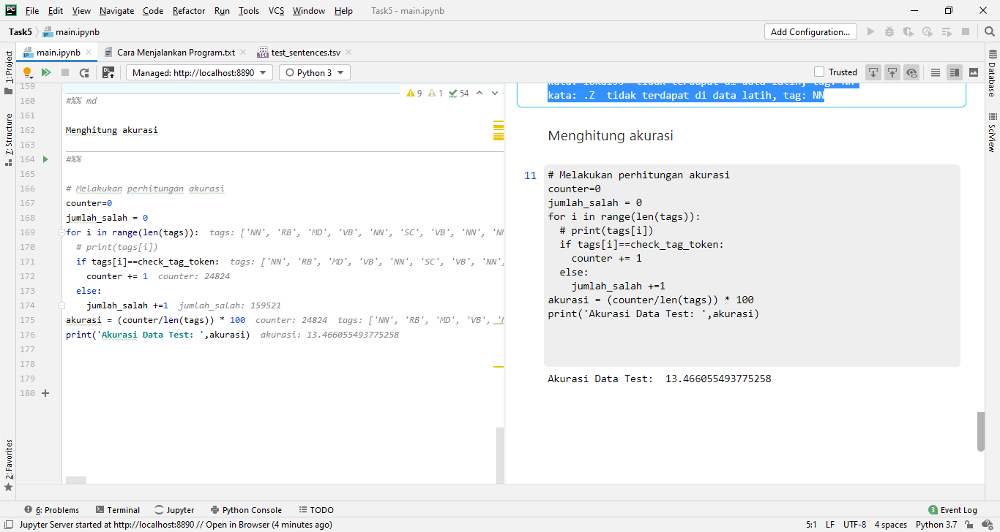 File Edit View Navigate Code Refactor Run Tools VCS Window Help Task5 - main.ipynb
Task5 main.ipynb Add Configuration...
main.ipynb Cara Menjalankan Program.txt test_sentences.tsv
Managed: http://localhost:8890 Python 3 Trusted
1: Project
7: Structure
2: Favorites
159
160 #%% md
161
162 Menghitung akurasi
163
164 #%%
165
166 # Melakukan perhitungan akurasi
167 counter=0
168 jumlah_salah = 0
169 for i in range(len(tags)): tags: ['NN', 'RB', 'MD', 'VB', 'NN', 'SC', 'VB', 'NN', 'NN
170 # print(tags[i])
171 if tags[i]==check_tag_token: tags: ['NN', 'RB', 'MD', 'VB', 'NN', 'SC', 'VB', 'NN',
172 counter += 1 counter: 24824
173 else:
174 jumlah_salah +=1 jumlah_salah: 159521
175 akurasi = (counter/len(tags)) * 100 counter: 24824 tags: ['NN', 'RB', 'MD', 'VB',
176 print('Akurasi Data Test: ',akurasi) akurasi: 13.466055493775258
177
178
179
180
9 1 54
tidak terdapat di data latih, tag: NN
kata: .Z tidak terdapat di data latih, tag: NN
Menghitung akurasi
11
# Melakukan perhitungan akurasi
counter=0
jumlah_salah = 0
for i in range(len(tags)):
# print(tags[i])
if tags[i]==check_tag_token:
counter += 1
else:
jumlah_salah +=1
akurasi = (counter/len(tags)) * 100
print('Akurasi Data Test: ',akurasi)
Akurasi Data Test: 13.466055493775258
Database
SciView
6: Problems Terminal Jupyter Python Console TODO 3 Event Log
Jupyter Server started at http://localhost:8890 // Open in Browser (4 minutes ago) 5:1 LF UTF-8 4 spaces Python 3.7